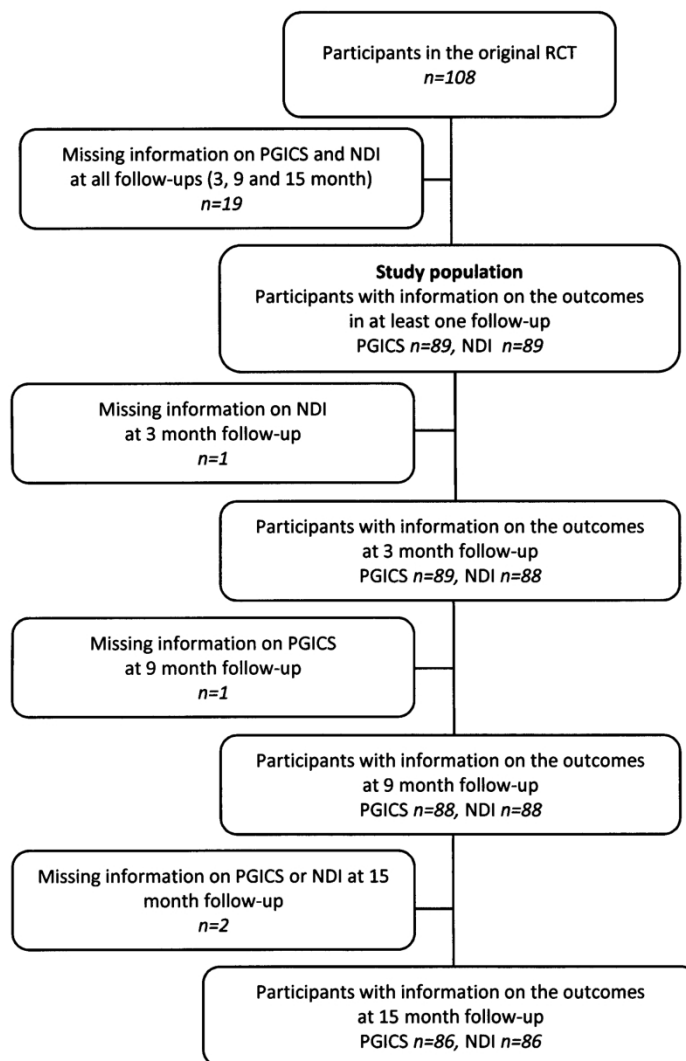 Participants in the original RCT
n=108
Missing information on PGICS and NDI
at all follow-ups (3, 9 and 15 month)
n=19
Study population
Participants with information on the outcomes
in at least one follow-up
PGICS n=89, NDI n=89
Missing information on NDI
at 3 month follow-up
n=1
Participants with information on the outcomes
at 3 month follow-up
PGICS n=89, NDI n=88
Missing information on PGICS
at 9 month follow-up
n=1
Participants with information on the outcomes
at 9 month follow-up
PGICS n=88, NDI n=88
Missing information on PGICS or NDI at 15
month follow-up
n=2
Participants with information on the outcomes
at 15 month follow-up
PGICS n=86, NDI n=86